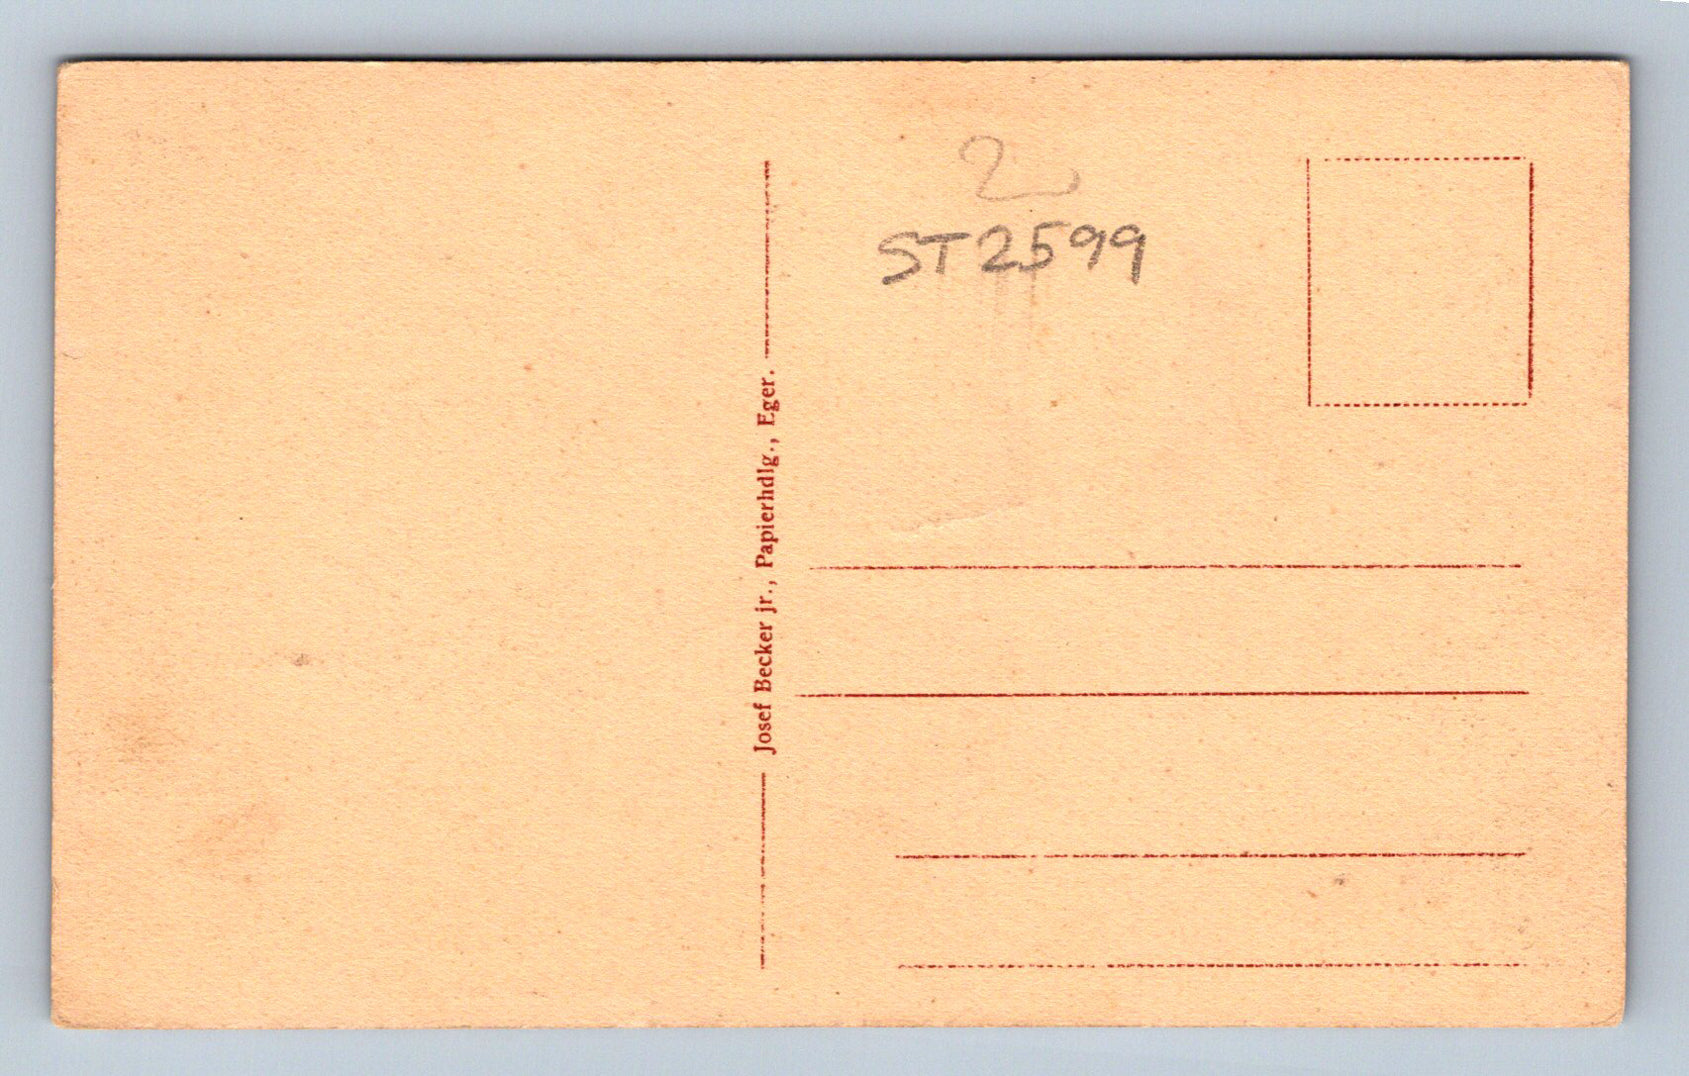 2
ST2599
Josef Becker jr., Papierhdlg., Eger.